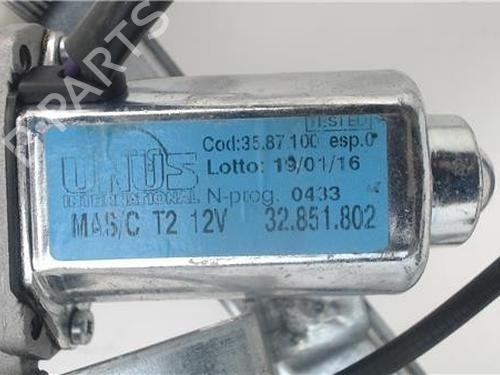 TESTED
Cod:35.87.100 esp.0
Lotto: 19/01/16
INTERNATIONAL N-prog. 0433
MAS/C T2 12V 32.851.802
B-PARTS